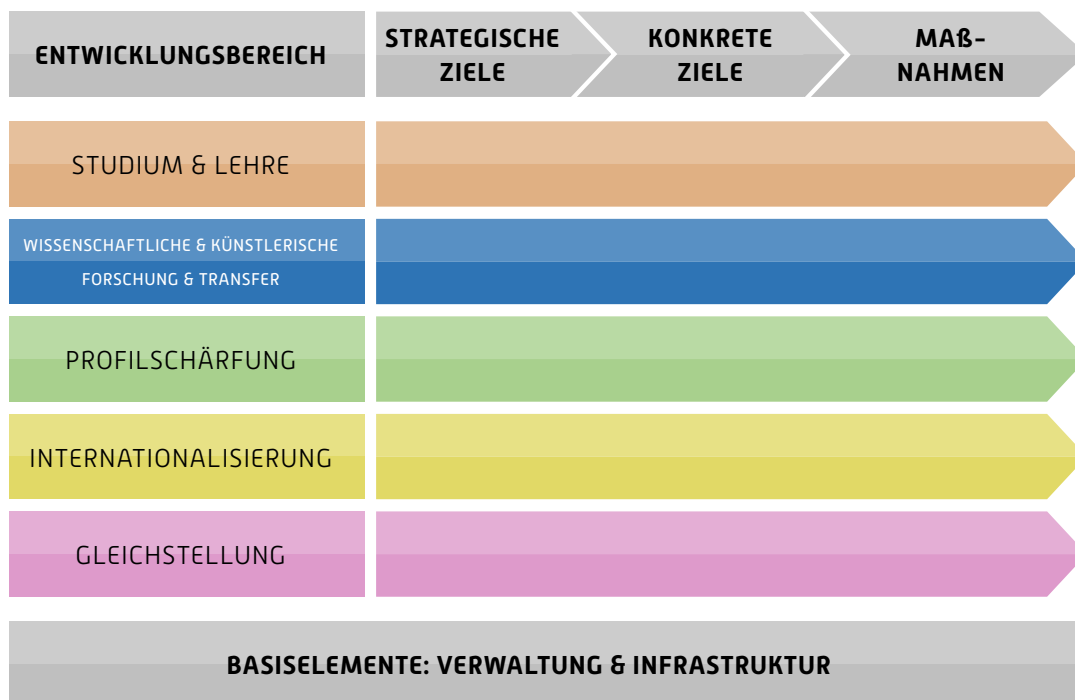 ENTWICKLUNGSBEREICH
STRATEGISCHE
ZIELE
KONKRETE
ZIELE
MAß-
NAHMEN
STUDIUM & LEHRE
WISSENSCHAFTLICHE & KÜNSTLERISCHE
FORSCHUNG & TRANSFER
PROFILSCHÄRFUNG
INTERNATIONALISIERUNG
GLEICHSTELLUNG
BASISELEMENTE: VERWALTUNG & INFRASTRUKTUR